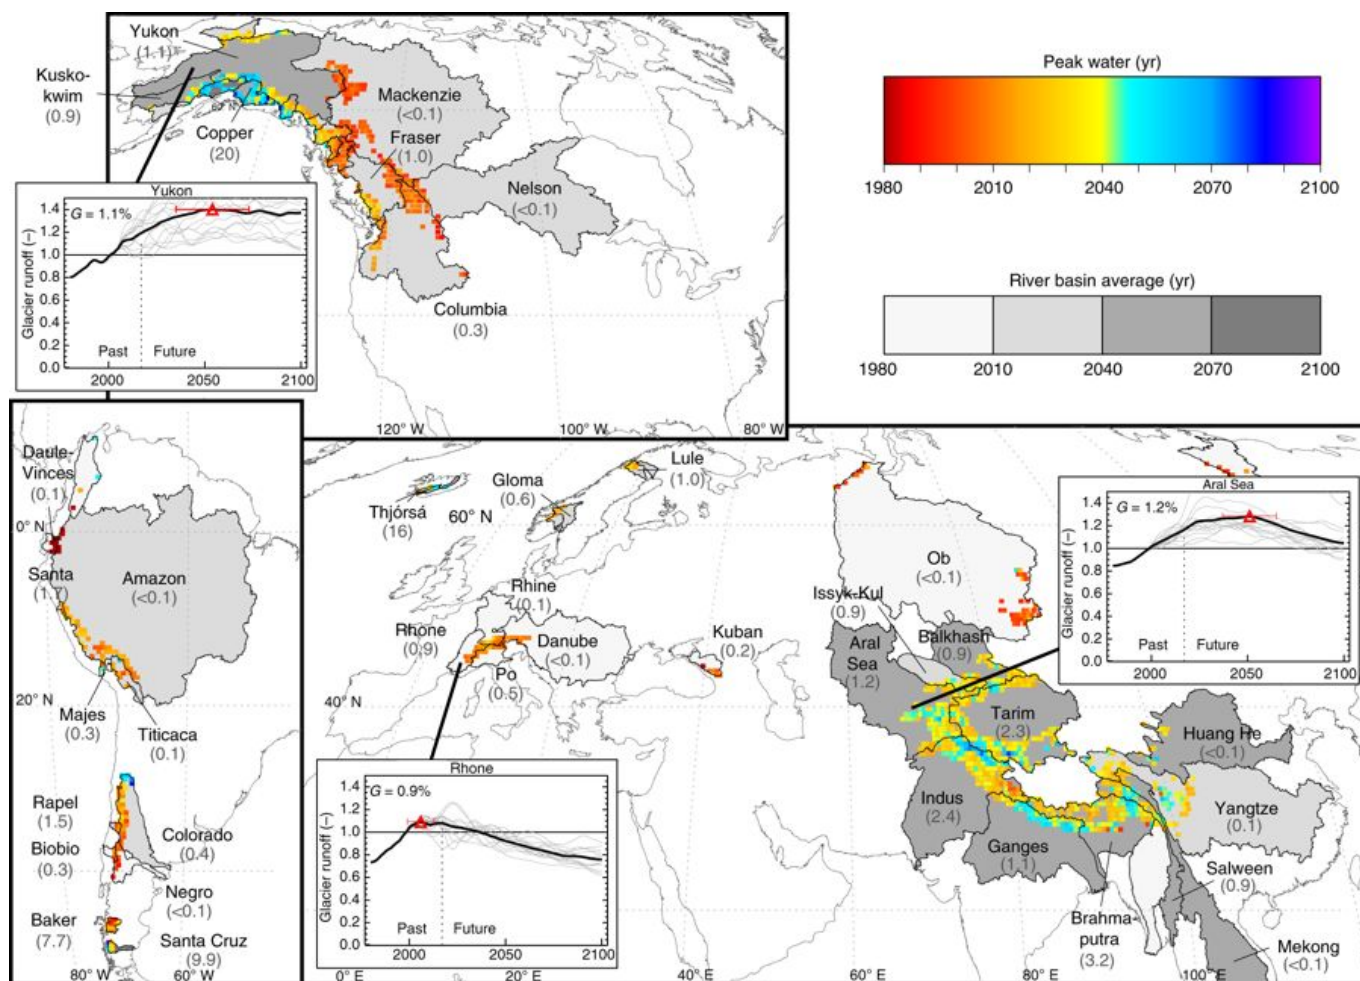 Yukon
(1.1)
Kusko-
kwim
(0.9)
Copper
(20)
60° N
Mackenzie
(<0.1)
Fraser
(1.0)
Nelson
(<0.1)
Columbia
(0.3)
120° W
100° W
80° W
Peak water (yr)
1980
2010
2040
2070
2100
River basin average (yr)
1980
2010
2040
2070
2100
Yukon
G = 1.1%
Glacier runoff (–)
1.4
1.2
1.0
0.8
0.6
0.4
0.2
0.0
Past
Future
2000
2050
2100
Daule-
Vinces
(0.1)
0° N
Santa
(1.7)
Amazon
(<0.1)
20° N
Majes
(0.3)
Titicaca
(0.1)
Rapel
(1.5)
Biobio
(0.3)
Colorado
(0.4)
Negro
(<0.1)
Baker
(7.7)
Santa Cruz
(9.9)
80° W
60° W
Thjórsá
(16)
60° N
Gloma
(0.6)
Lule
(1.0)
Rhine
(0.1)
Rhone
(0.9)
Danube
(<0.1)
Po
(0.5)
Kuban
(0.2)
40° N
Ob
(<0.1)
Issyk-Kul
(0.9)
Aral
Sea
(1.2)
Balkhash
(0.9)
Tarim
(2.3)
Huang He
(<0.1)
Indus
(2.4)
Ganges
(1.1)
Yangtze
(0.1)
Salween
(0.9)
Brahma-
putra
(3.2)
Mekong
(<0.1)
0° E
20° E
40° E
60° E
80° E
100° E
Rhone
G = 0.9%
Glacier runoff (–)
1.4
1.2
1.0
0.8
0.6
0.4
0.2
0.0
Past
Future
2000
2050
2100
Aral Sea
G = 1.2%
Glacier runoff (–)
1.4
1.2
1.0
0.8
0.6
0.4
0.2
0.0
Past
Future
2000
2050
2100